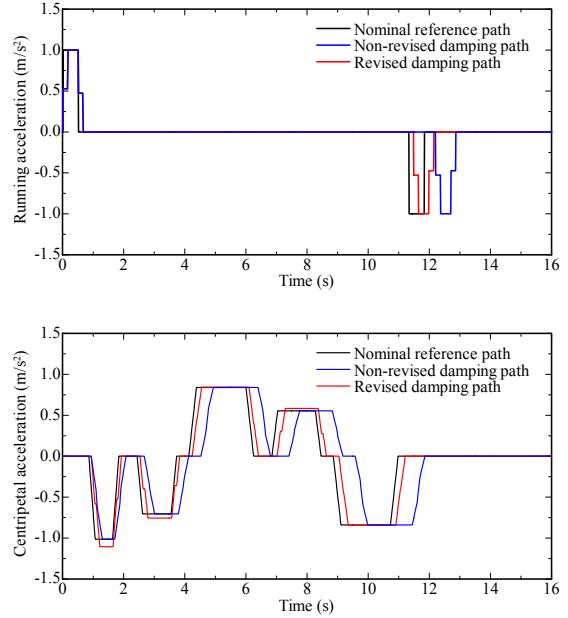 1.5
Nominal reference path
Non-revised damping path
Revised damping path
1.0
0.5
0.0
-0.5
-1.0
-1.5
Running acceleration (m/s²)
0 2 4 6 8 10 12 14 16
Time (s)
1.5
Nominal reference path
Non-revised damping path
Revised damping path
1.0
0.5
0.0
-0.5
-1.0
-1.5
Centripetal acceleration (m/s²)
0 2 4 6 8 10 12 14 16
Time (s)